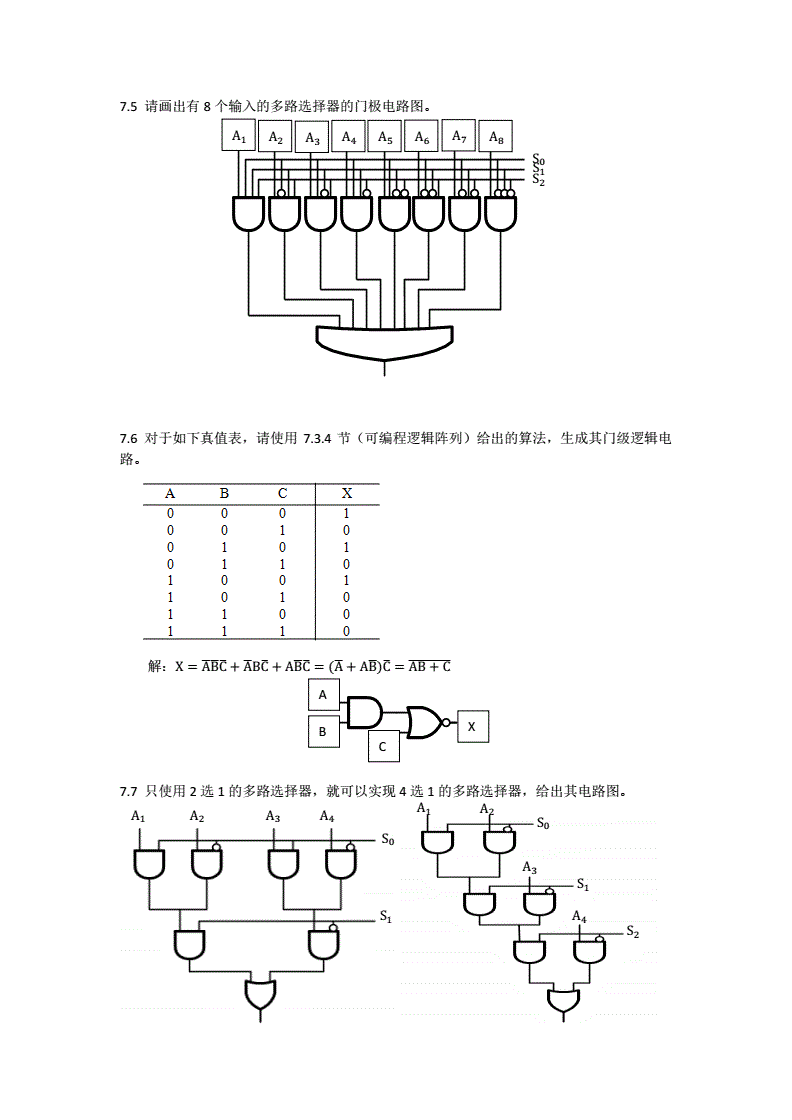 7.5 请画出有 8 个输入的多路选择器的门极电路图。
A₁ A₂ A₃ A₄ A₅ A₆ A₇ A₈
S₀
S₁
S₂
7.6 对于如下真值表，请使用 7.3.4 节（可编程逻辑阵列）给出的算法，生成其门级逻辑电
路。
A B C X
0 0 0 1
0 0 1 0
0 1 0 1
0 1 1 0
1 0 0 1
1 0 1 0
1 1 0 0
1 1 1 0
解：X = A̅B̅C̅ + A̅BC̅ + AB̅C̅ = (A̅ + AB̅)C̅ = A̅B̅ ̅+̅ ̅C̅
A
B
C
X
7.7 只使用 2 选 1 的多路选择器，就可以实现 4 选 1 的多路选择器，给出其电路图。
A₁ A₂ A₃ A₄
S₀
S₁
A₁ A₂
S₀
A₃
S₁
A₄
S₂